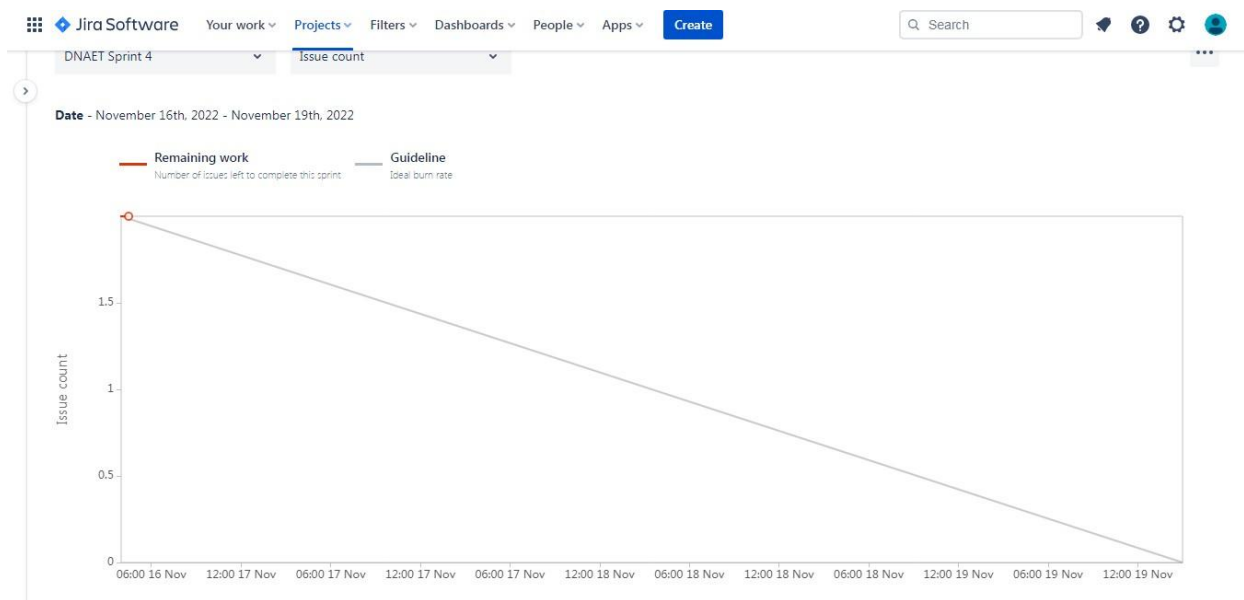 Jira Software Your work Projects Filters Dashboards People Apps Create Search
DNAET Sprint 4 Issue count
Date - November 16th, 2022 - November 19th, 2022
Remaining work Guideline
Number of issues left to complete this sprint Ideal burn rate
1.5
1
0.5
0
Issue count
06:00 16 Nov 12:00 17 Nov 06:00 17 Nov 12:00 17 Nov 06:00 17 Nov 12:00 18 Nov 06:00 18 Nov 12:00 18 Nov 06:00 18 Nov 12:00 19 Nov 06:00 19 Nov 12:00 19 Nov